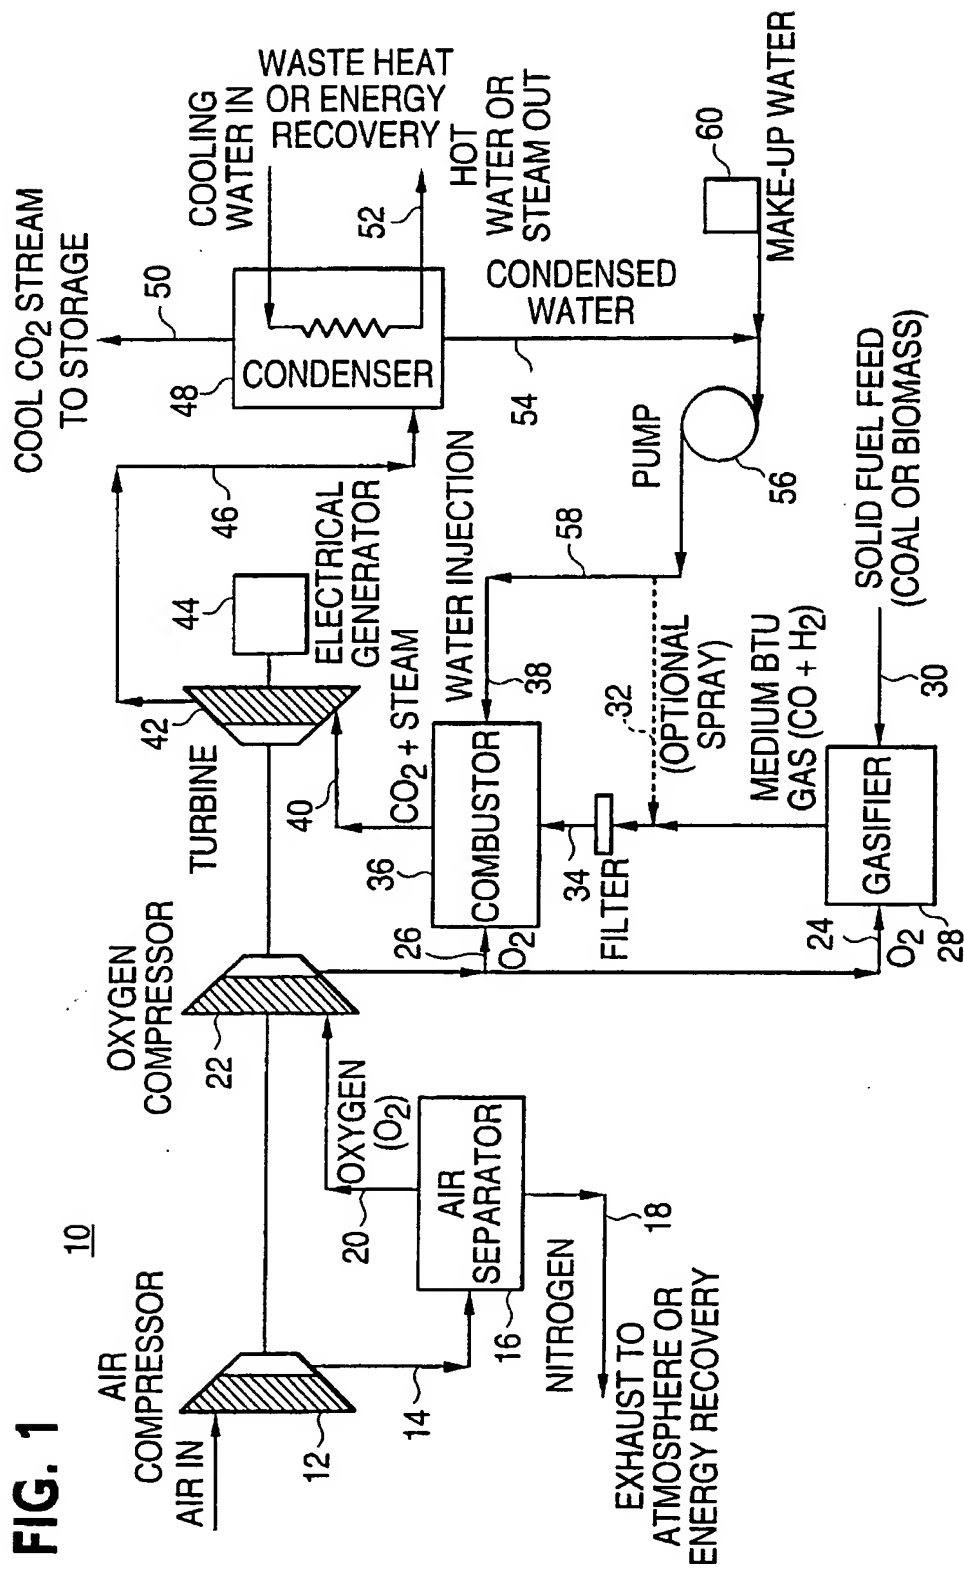 FIG. 1
10
AIR
COMPRESSOR
AIR IN
12
14
AIR
SEPARATOR
16
NITROGEN
18
EXHAUST TO
ATMOSPHERE OR
ENERGY RECOVERY
20
OXYGEN
(O2)
OXYGEN
COMPRESSOR
22
26
O2
24
O2
28
GASIFIER
30
SOLID FUEL FEED
(COAL OR BIOMASS)
MEDIUM BTU
GAS (CO + H2)
32
(OPTIONAL
SPRAY)
FILTER
34
36
COMBUSTOR
38
WATER INJECTION
40
CO2 + STEAM
TURBINE
42
44
ELECTRICAL
GENERATOR
46
48
CONDENSER
50
COOL CO2 STREAM
TO STORAGE
COOLING
WATER IN
WASTE HEAT
OR ENERGY
RECOVERY
52
HOT
WATER OR
STEAM OUT
54
CONDENSED
WATER
PUMP
56
58
60
MAKE-UP WATER